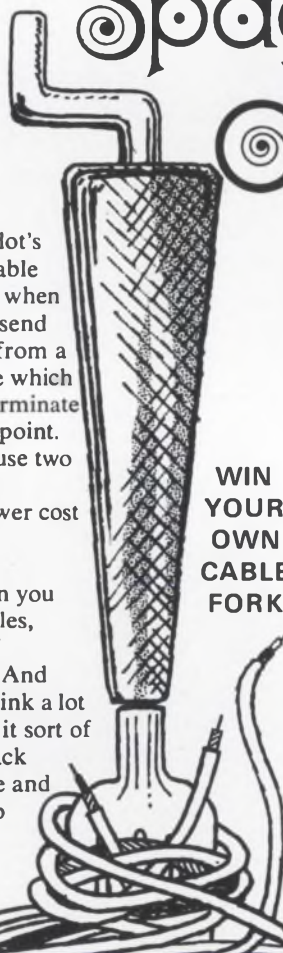 Spa
lot's
able
when
send
from a
e which
rminate
point.
use two
wer cost
n you
les,
And
ink a lot
it sort of
ck
e and
WIN
YOUR
OWN
CABLE
FORK